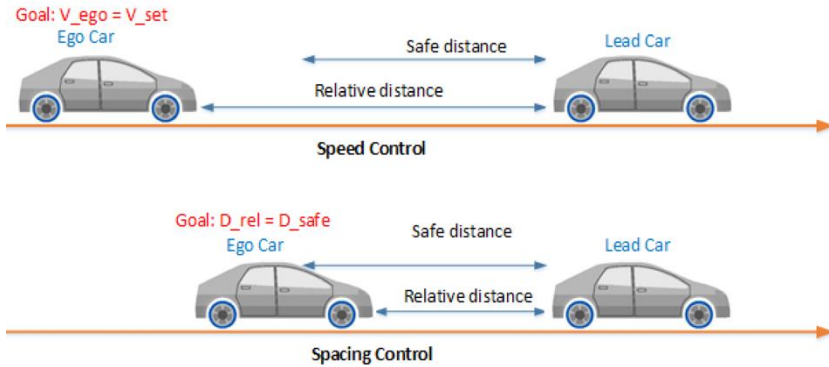 Goal: V_ego = V_set
Ego Car
Safe distance
Lead Car
Relative distance
Speed Control
Goal: D_rel = D_safe
Ego Car
Safe distance
Lead Car
Relative distance
Spacing Control